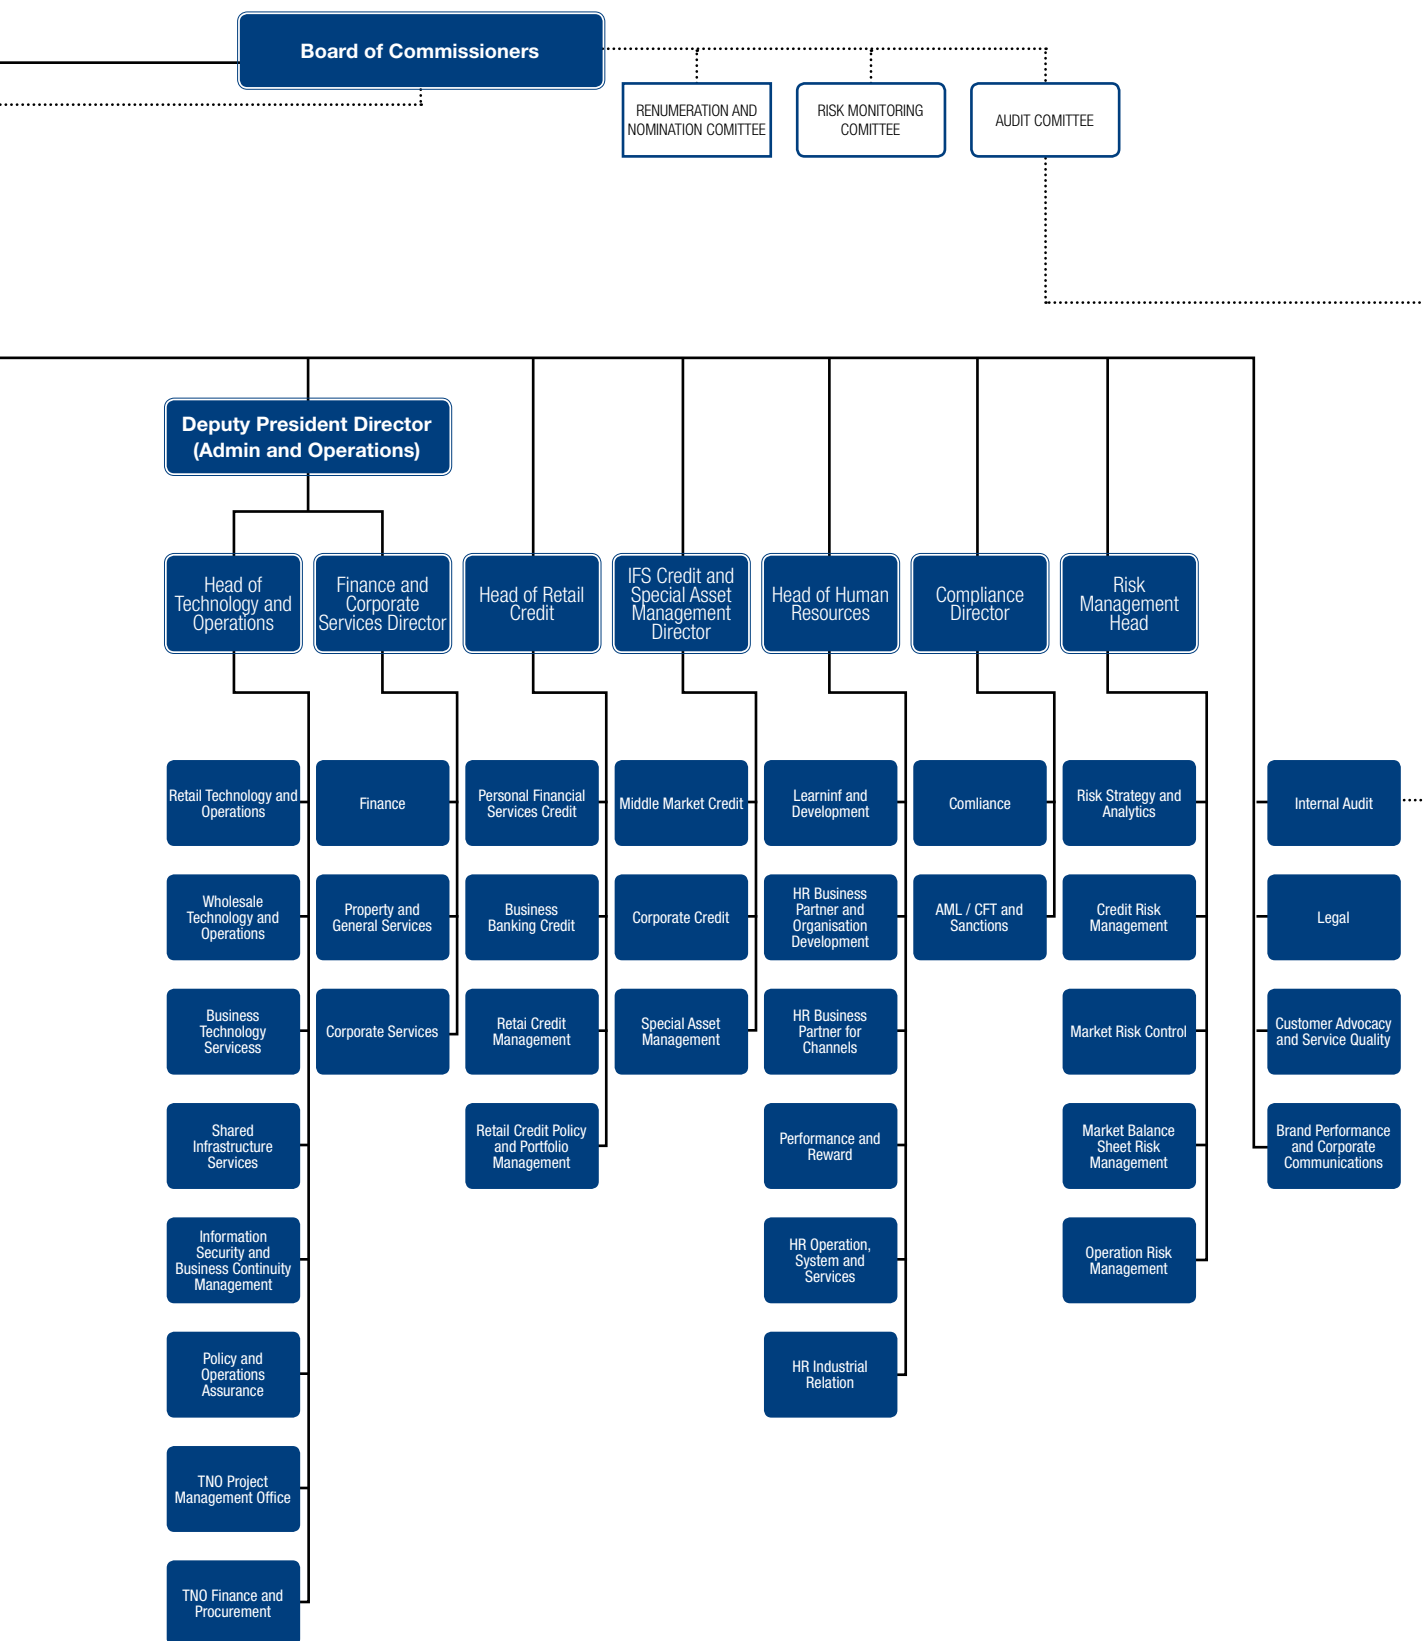 Board of Commissioners
RENUMERATION AND
NOMINATION COMITTEE
RISK MONITORING
COMITTEE
AUDIT COMITTEE
Deputy President Director
(Admin and Operations)
Head of
Technology and
Operations
Finance and
Corporate
Services Director
Head of Retail
Credit
IFS Credit and
Special Asset
Management
Director
Head of Human
Resources
Compliance
Director
Risk
Management
Head
Retail Technology and
Operations
Finance
Personal Financial
Services Credit
Middle Market Credit
Learninf and
Development
Comliance
Risk Strategy and
Analytics
Internal Audit
Wholesale
Technology and
Operations
Property and
General Services
Business
Banking Credit
Corporate Credit
HR Business
Partner and
Organisation
Development
AML / CFT and
Sanctions
Credit Risk
Management
Legal
Business
Technology
Servicess
Corporate Services
Retai Credit
Management
Special Asset
Management
HR Business
Partner for
Channels
Market Risk Control
Customer Advocacy
and Service Quality
Shared
Infrastructure
Services
Retail Credit Policy
and Portfolio
Management
Performance and
Reward
Market Balance
Sheet Risk
Management
Brand Performance
and Corporate
Communications
Information
Security and
Business Continuity
Management
HR Operation,
System and
Services
Operation Risk
Management
Policy and
Operations
Assurance
HR Industrial
Relation
TNO Project
Management Office
TNO Finance and
Procurement